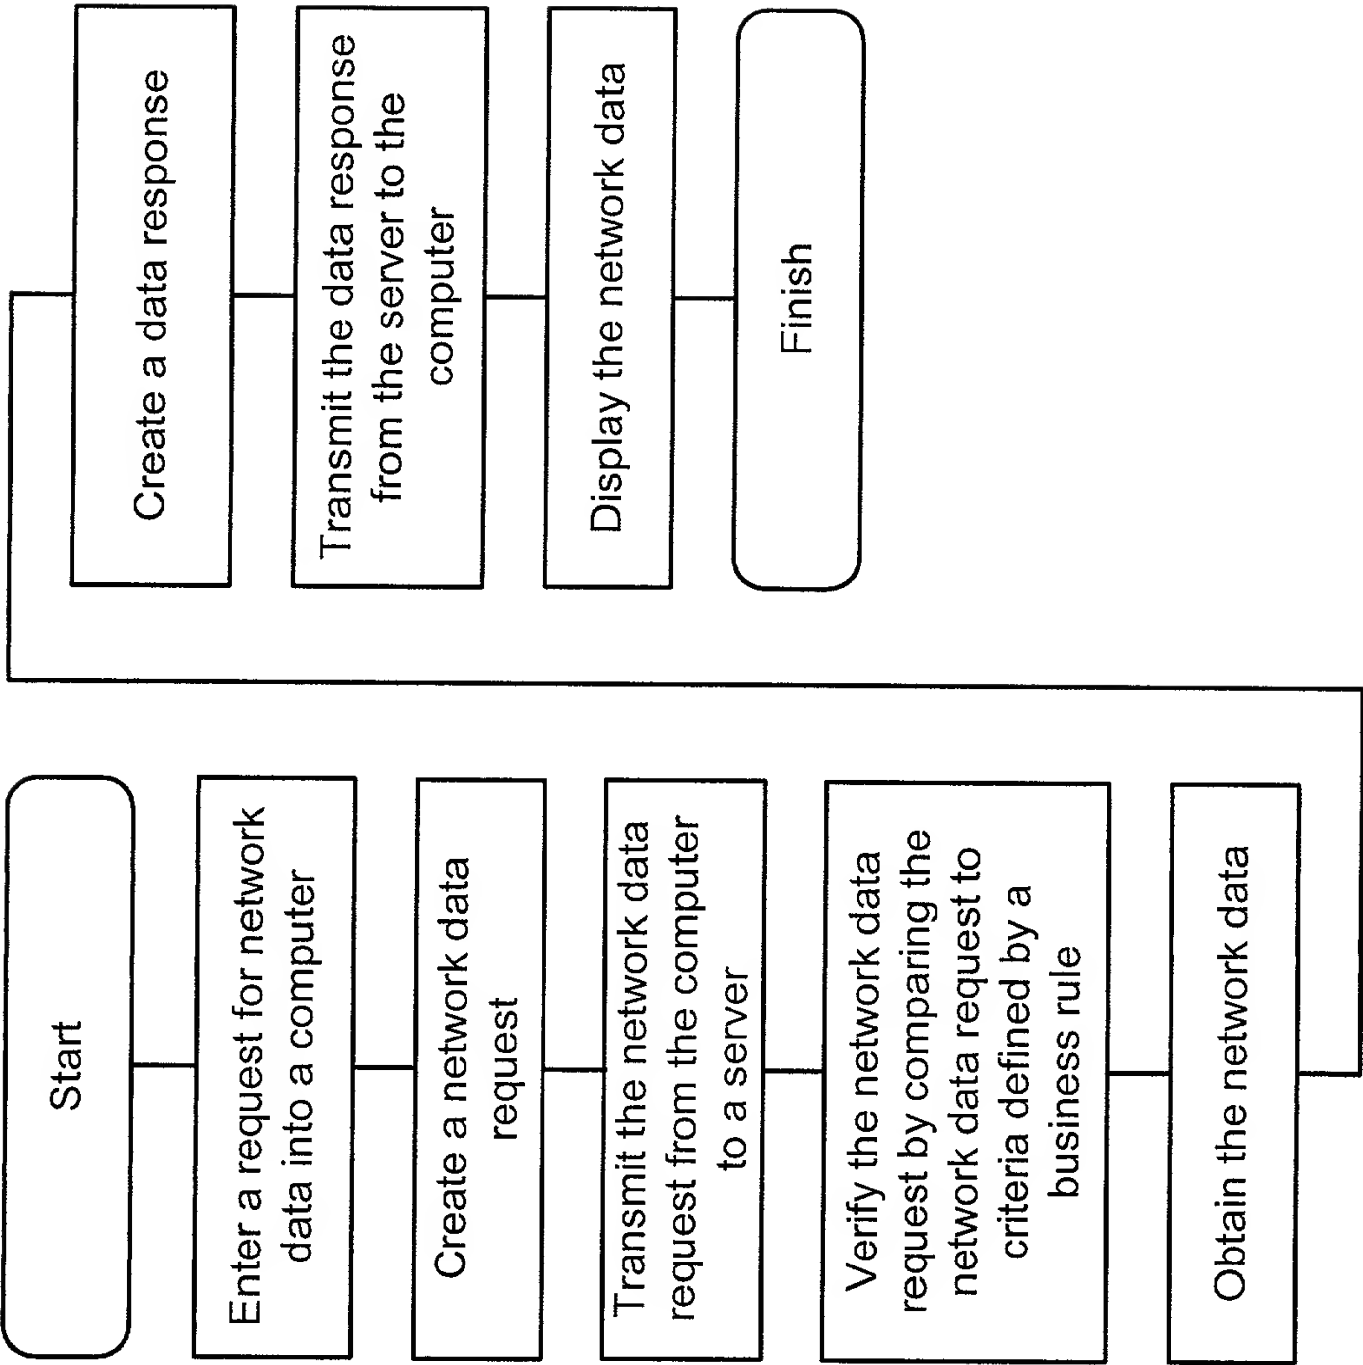 Start
Enter a request for network
data into a computer
Create a network data
request
Transmit the network data
request from the computer
to a server
Verify the network data
request by comparing the
network data request to
criteria defined by a
business rule
Obtain the network data
Create a data response
Transmit the data response
from the server to the
computer
Display the network data
Finish